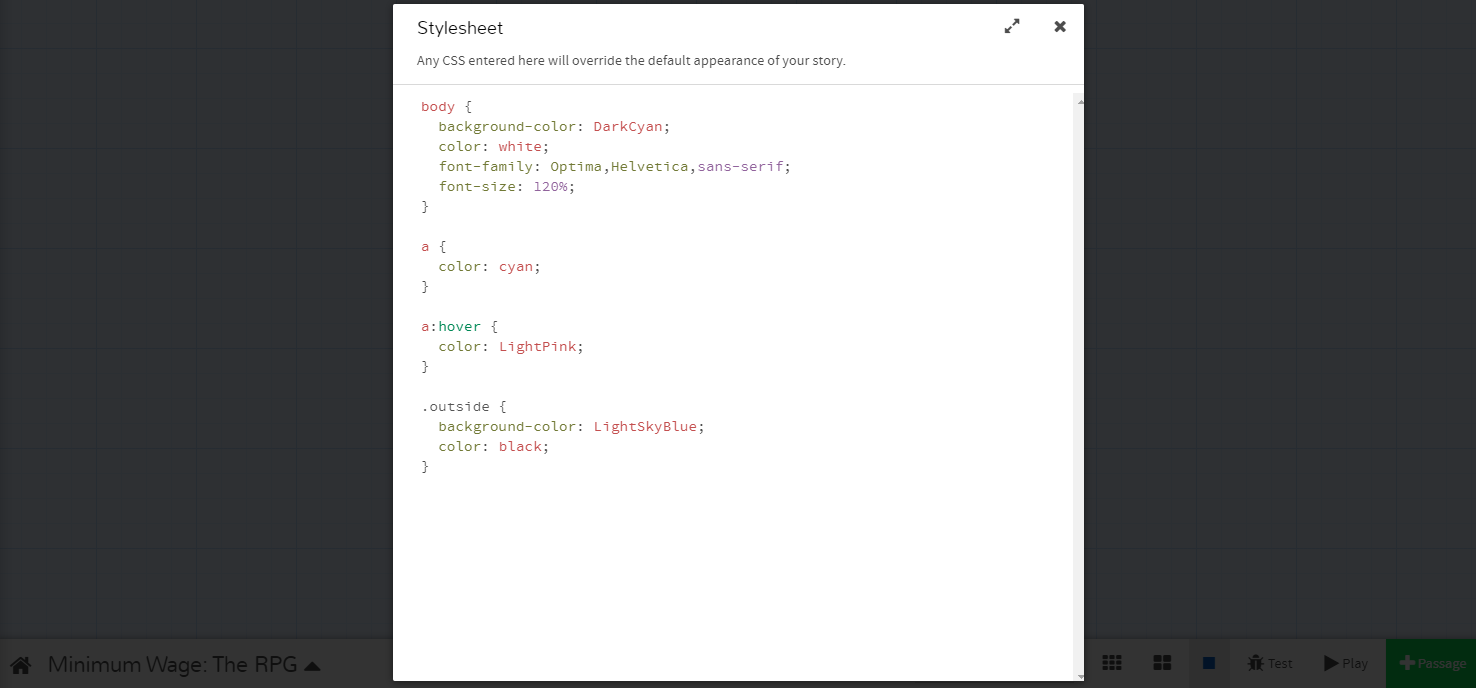 Stylesheet
Any CSS entered here will override the default appearance of your story.
body {
  background-color: DarkCyan;
  color: white;
  font-family: Optima,Helvetica,sans-serif;
  font-size: 120%;
}
a {
  color: cyan;
}
a:hover {
  color: LightPink;
}
.outside {
  background-color: LightSkyBlue;
  color: black;
}
Minimum Wage: The RPG
Test
Play
Passage